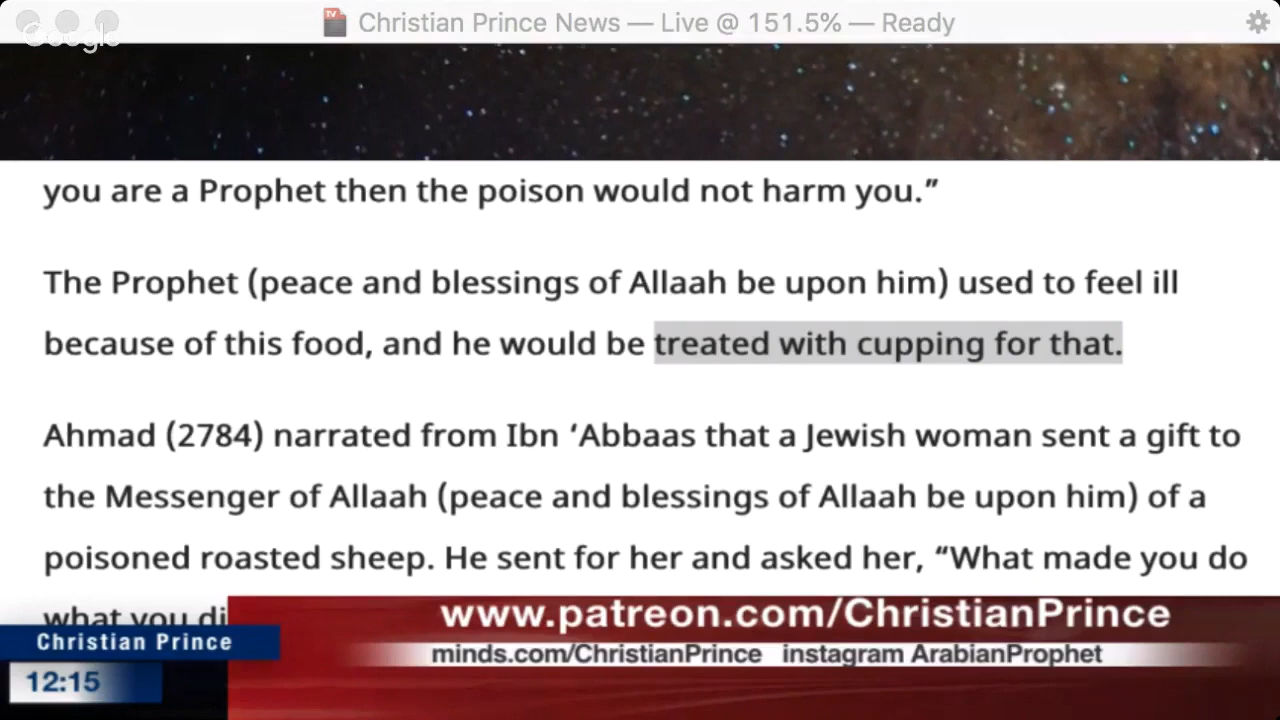 Christian Prince News — Live @ 151.5% — Ready
Google
you are a Prophet then the poison would not harm you.”
The Prophet (peace and blessings of Allaah be upon him) used to feel ill
because of this food, and he would be treated with cupping for that.
Ahmad (2784) narrated from Ibn ‘Abbaas that a Jewish woman sent a gift to
the Messenger of Allaah (peace and blessings of Allaah be upon him) of a
poisoned roasted sheep. He sent for her and asked her, “What made you do
what you di
www.patreon.com/ChristianPrince
Christian Prince
minds.com/ChristianPrince instagram ArabianProphet
12:15